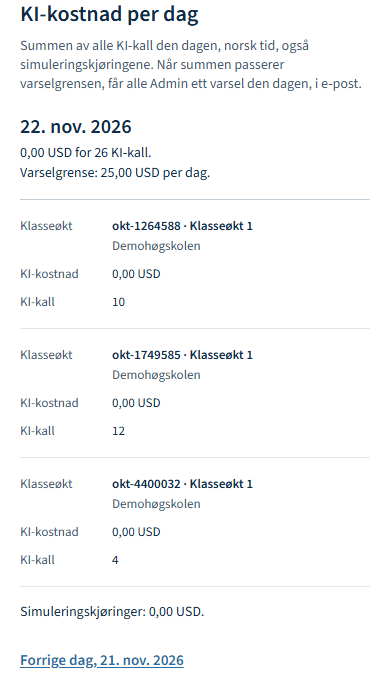 KI-kostnad per dag
Summen av alle KI-kall den dagen, norsk tid, også
simuleringskjøringene. Når summen passerer
varselgrensen, får alle Admin ett varsel den dagen, i e-post.
22. nov. 2026
0,00 USD for 26 KI-kall.
Varselgrense: 25,00 USD per dag.
Klasseøkt okt-1264588 · Klasseøkt 1
Demohøgskolen
KI-kostnad 0,00 USD
KI-kall 10
Klasseøkt okt-1749585 · Klasseøkt 1
Demohøgskolen
KI-kostnad 0,00 USD
KI-kall 12
Klasseøkt okt-4400032 · Klasseøkt 1
Demohøgskolen
KI-kostnad 0,00 USD
KI-kall 4
Simuleringskjøringer: 0,00 USD.
Forrige dag, 21. nov. 2026